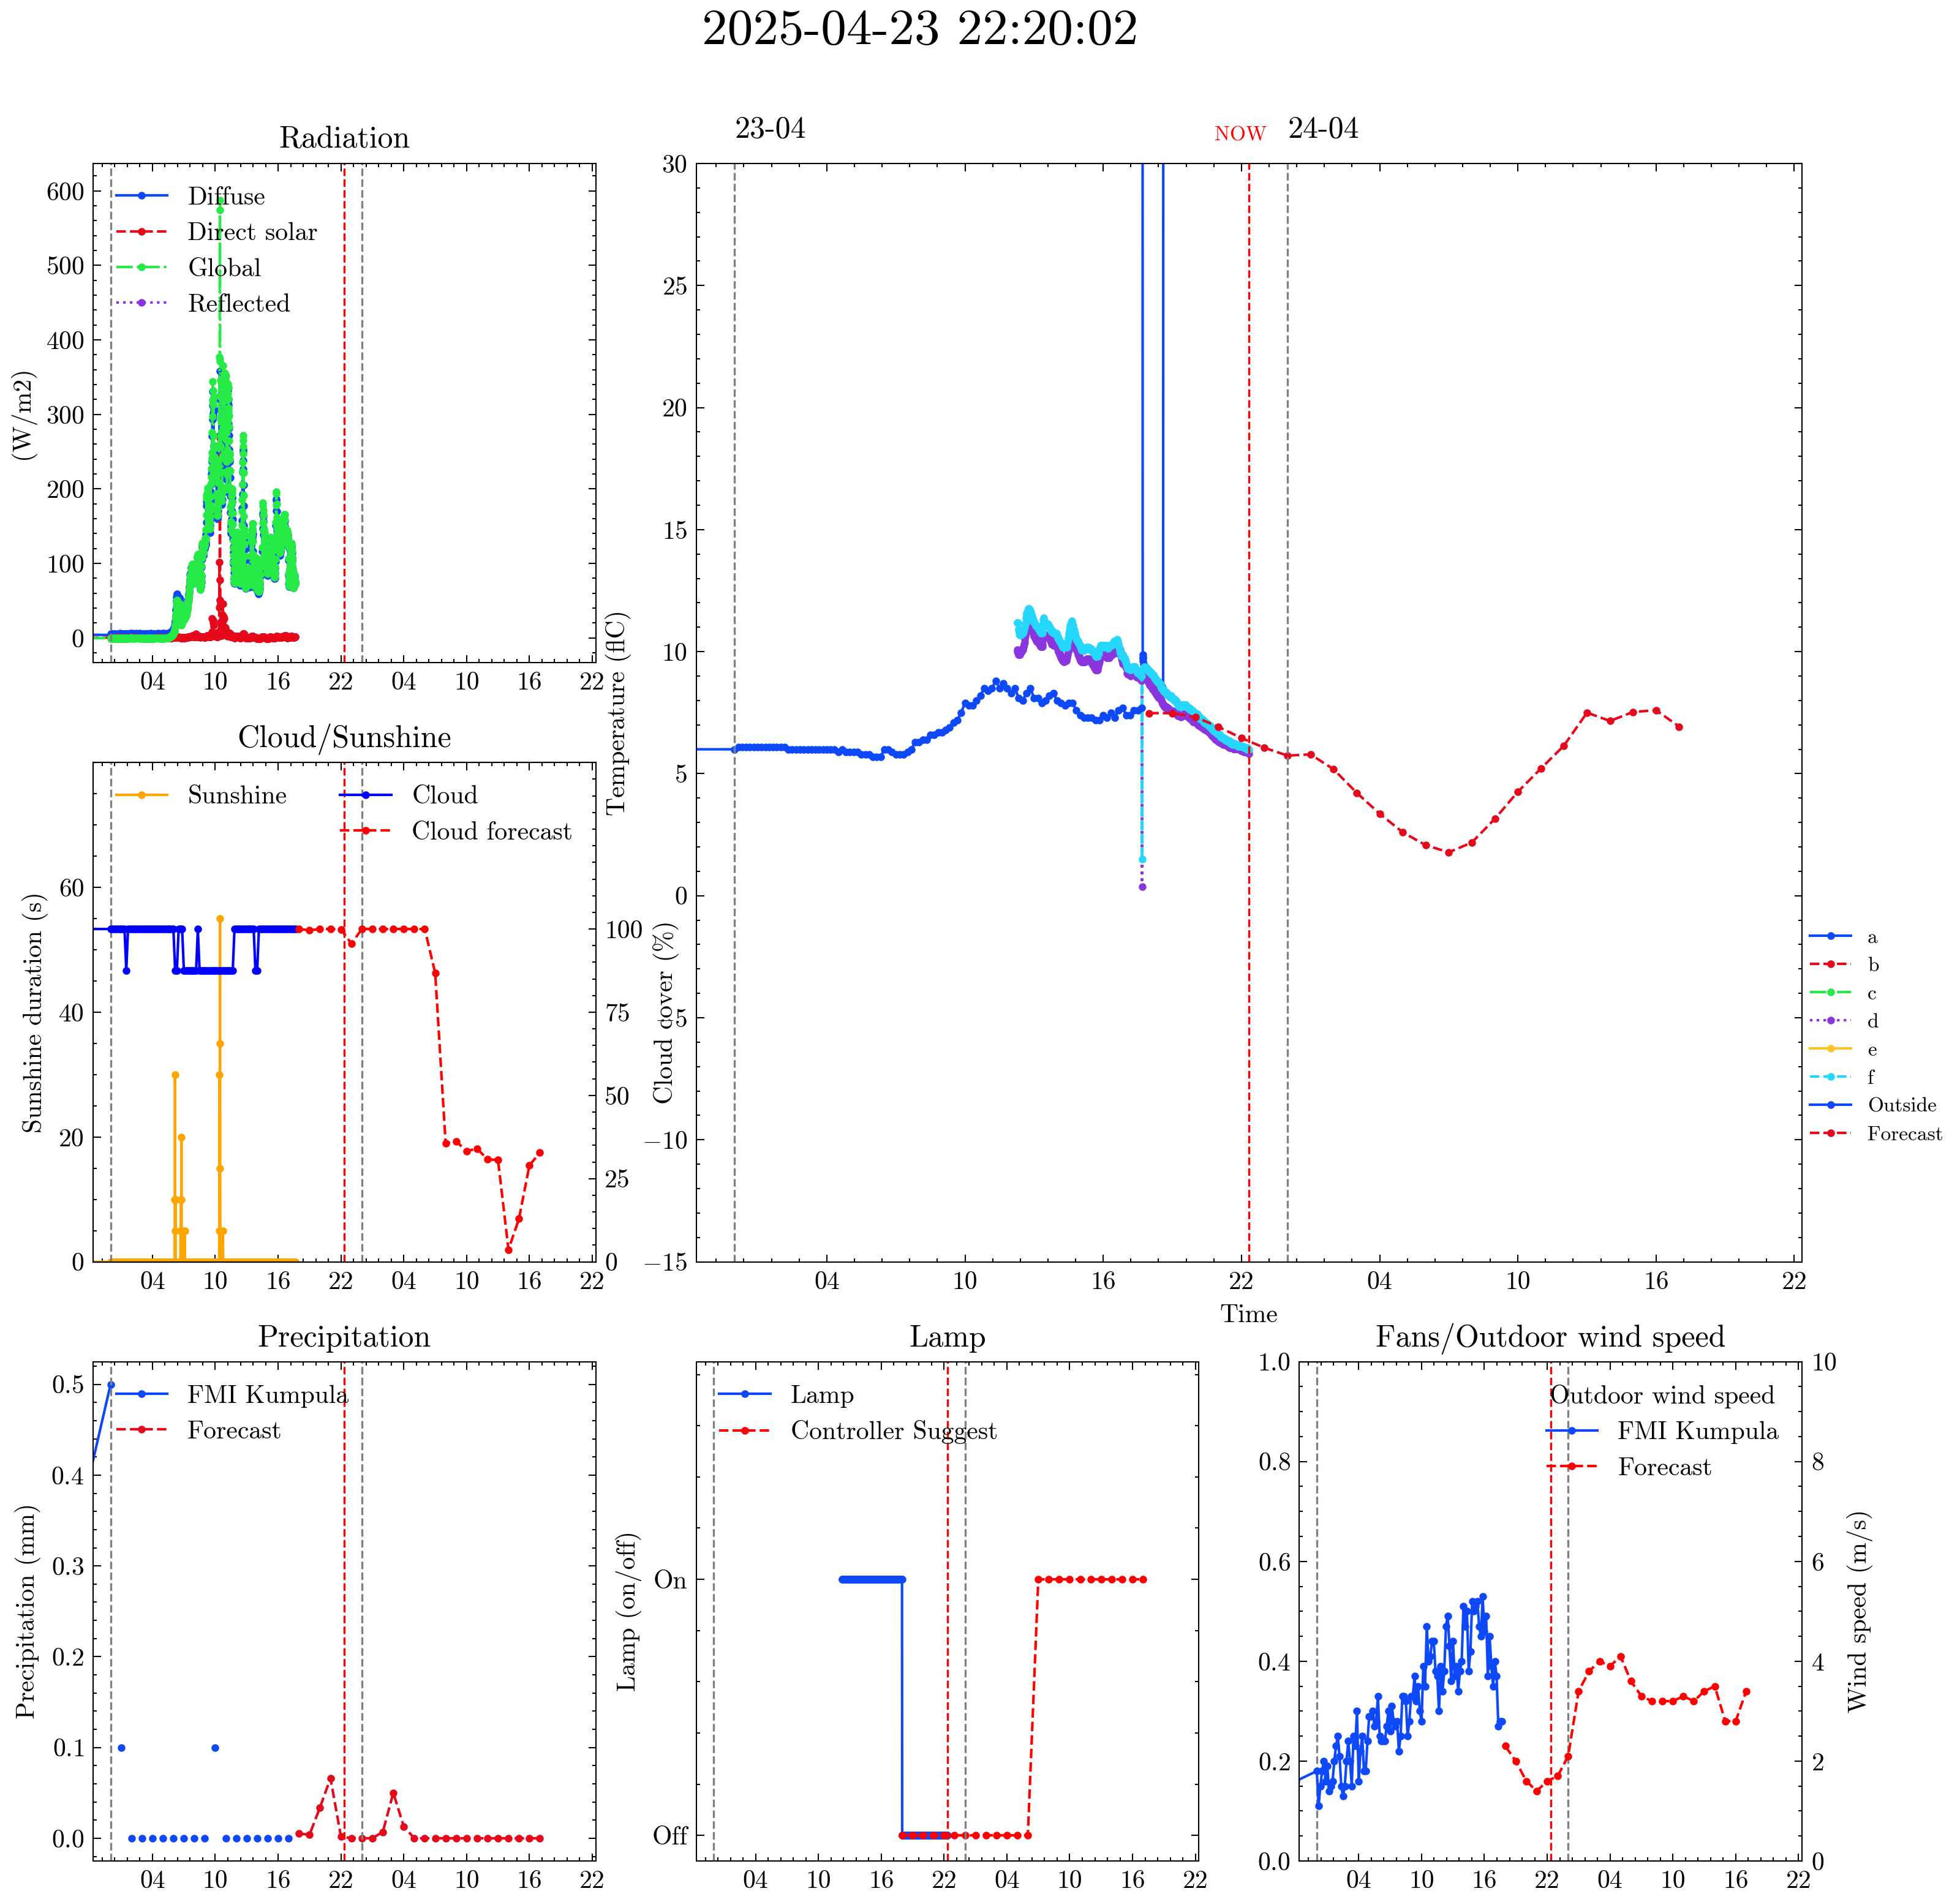 2025-04-23 22:20:02
Radiation
600
500
400
300
200
100
0
(W/m2)
Diffuse
Direct solar
Global
Reflected
04 10 16 22 04 10 16 22
23-04
NOW
24-04
30
25
20
15
10
5
0
−5
−10
−15
Temperature (flC)
04 10 16 22 04 10 16 22
Time
a
b
c
d
e
f
Outside
Forecast
Cloud/Sunshine
Sunshine
Cloud
Cloud forecast
60
40
20
0
Sunshine duration (s)
100
75
50
25
0
Cloud cover (%)
04 10 16 22 04 10 16 22
Precipitation
FMI Kumpula
Forecast
0.5
0.4
0.3
0.2
0.1
0.0
Precipitation (mm)
04 10 16 22 04 10 16 22
Lamp
Lamp
Controller Suggest
On
Off
Lamp (on/off)
04 10 16 22 04 10 16 22
Fans/Outdoor wind speed
Outdoor wind speed
FMI Kumpula
Forecast
1.0
0.8
0.6
0.4
0.2
0.0
10
8
6
4
2
0
Wind speed (m/s)
04 10 16 22 04 10 16 22